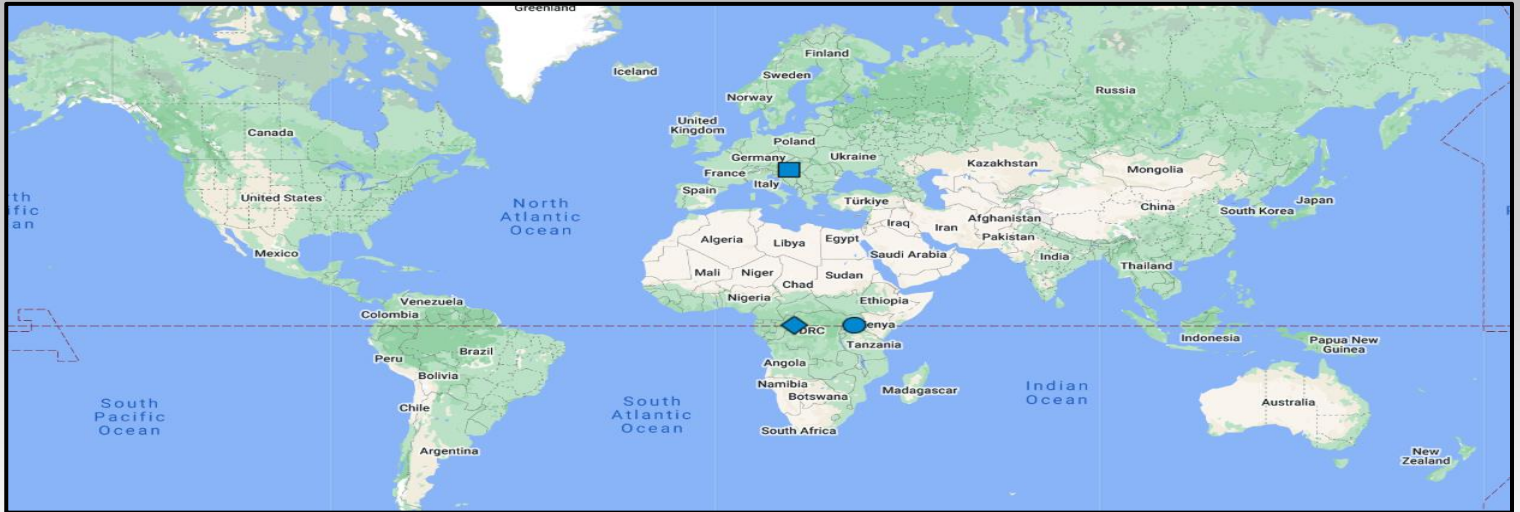 Greenland
Finland
Iceland
Sweden
Russia
Norway
United
Kingdom
Canada
Poland
Germany
Ukraine
Kazakhstan
Mongolia
France
Italy
Spain
United States
Türkiye
Japan
China
South Korea
North
Atlantic
Ocean
th
ific
an
Afghanistan
Iraq
Iran
Pakistan
Algeria
Libya
Egypt
Mexico
Saudi Arabia
India
Thailand
Mali
Niger
Chad
Sudan
Nigeria
Ethiopia
Venezuela
Colombia
DRC
enya
Tanzania
Indonesia
Papua New
Guinea
Peru
Brazil
Bolivia
Angola
Namibia
Botswana
Madagascar
Indian
Ocean
South
Pacific
Ocean
Chile
South
Atlantic
Ocean
Australia
South Africa
Argentina
New
Zealand